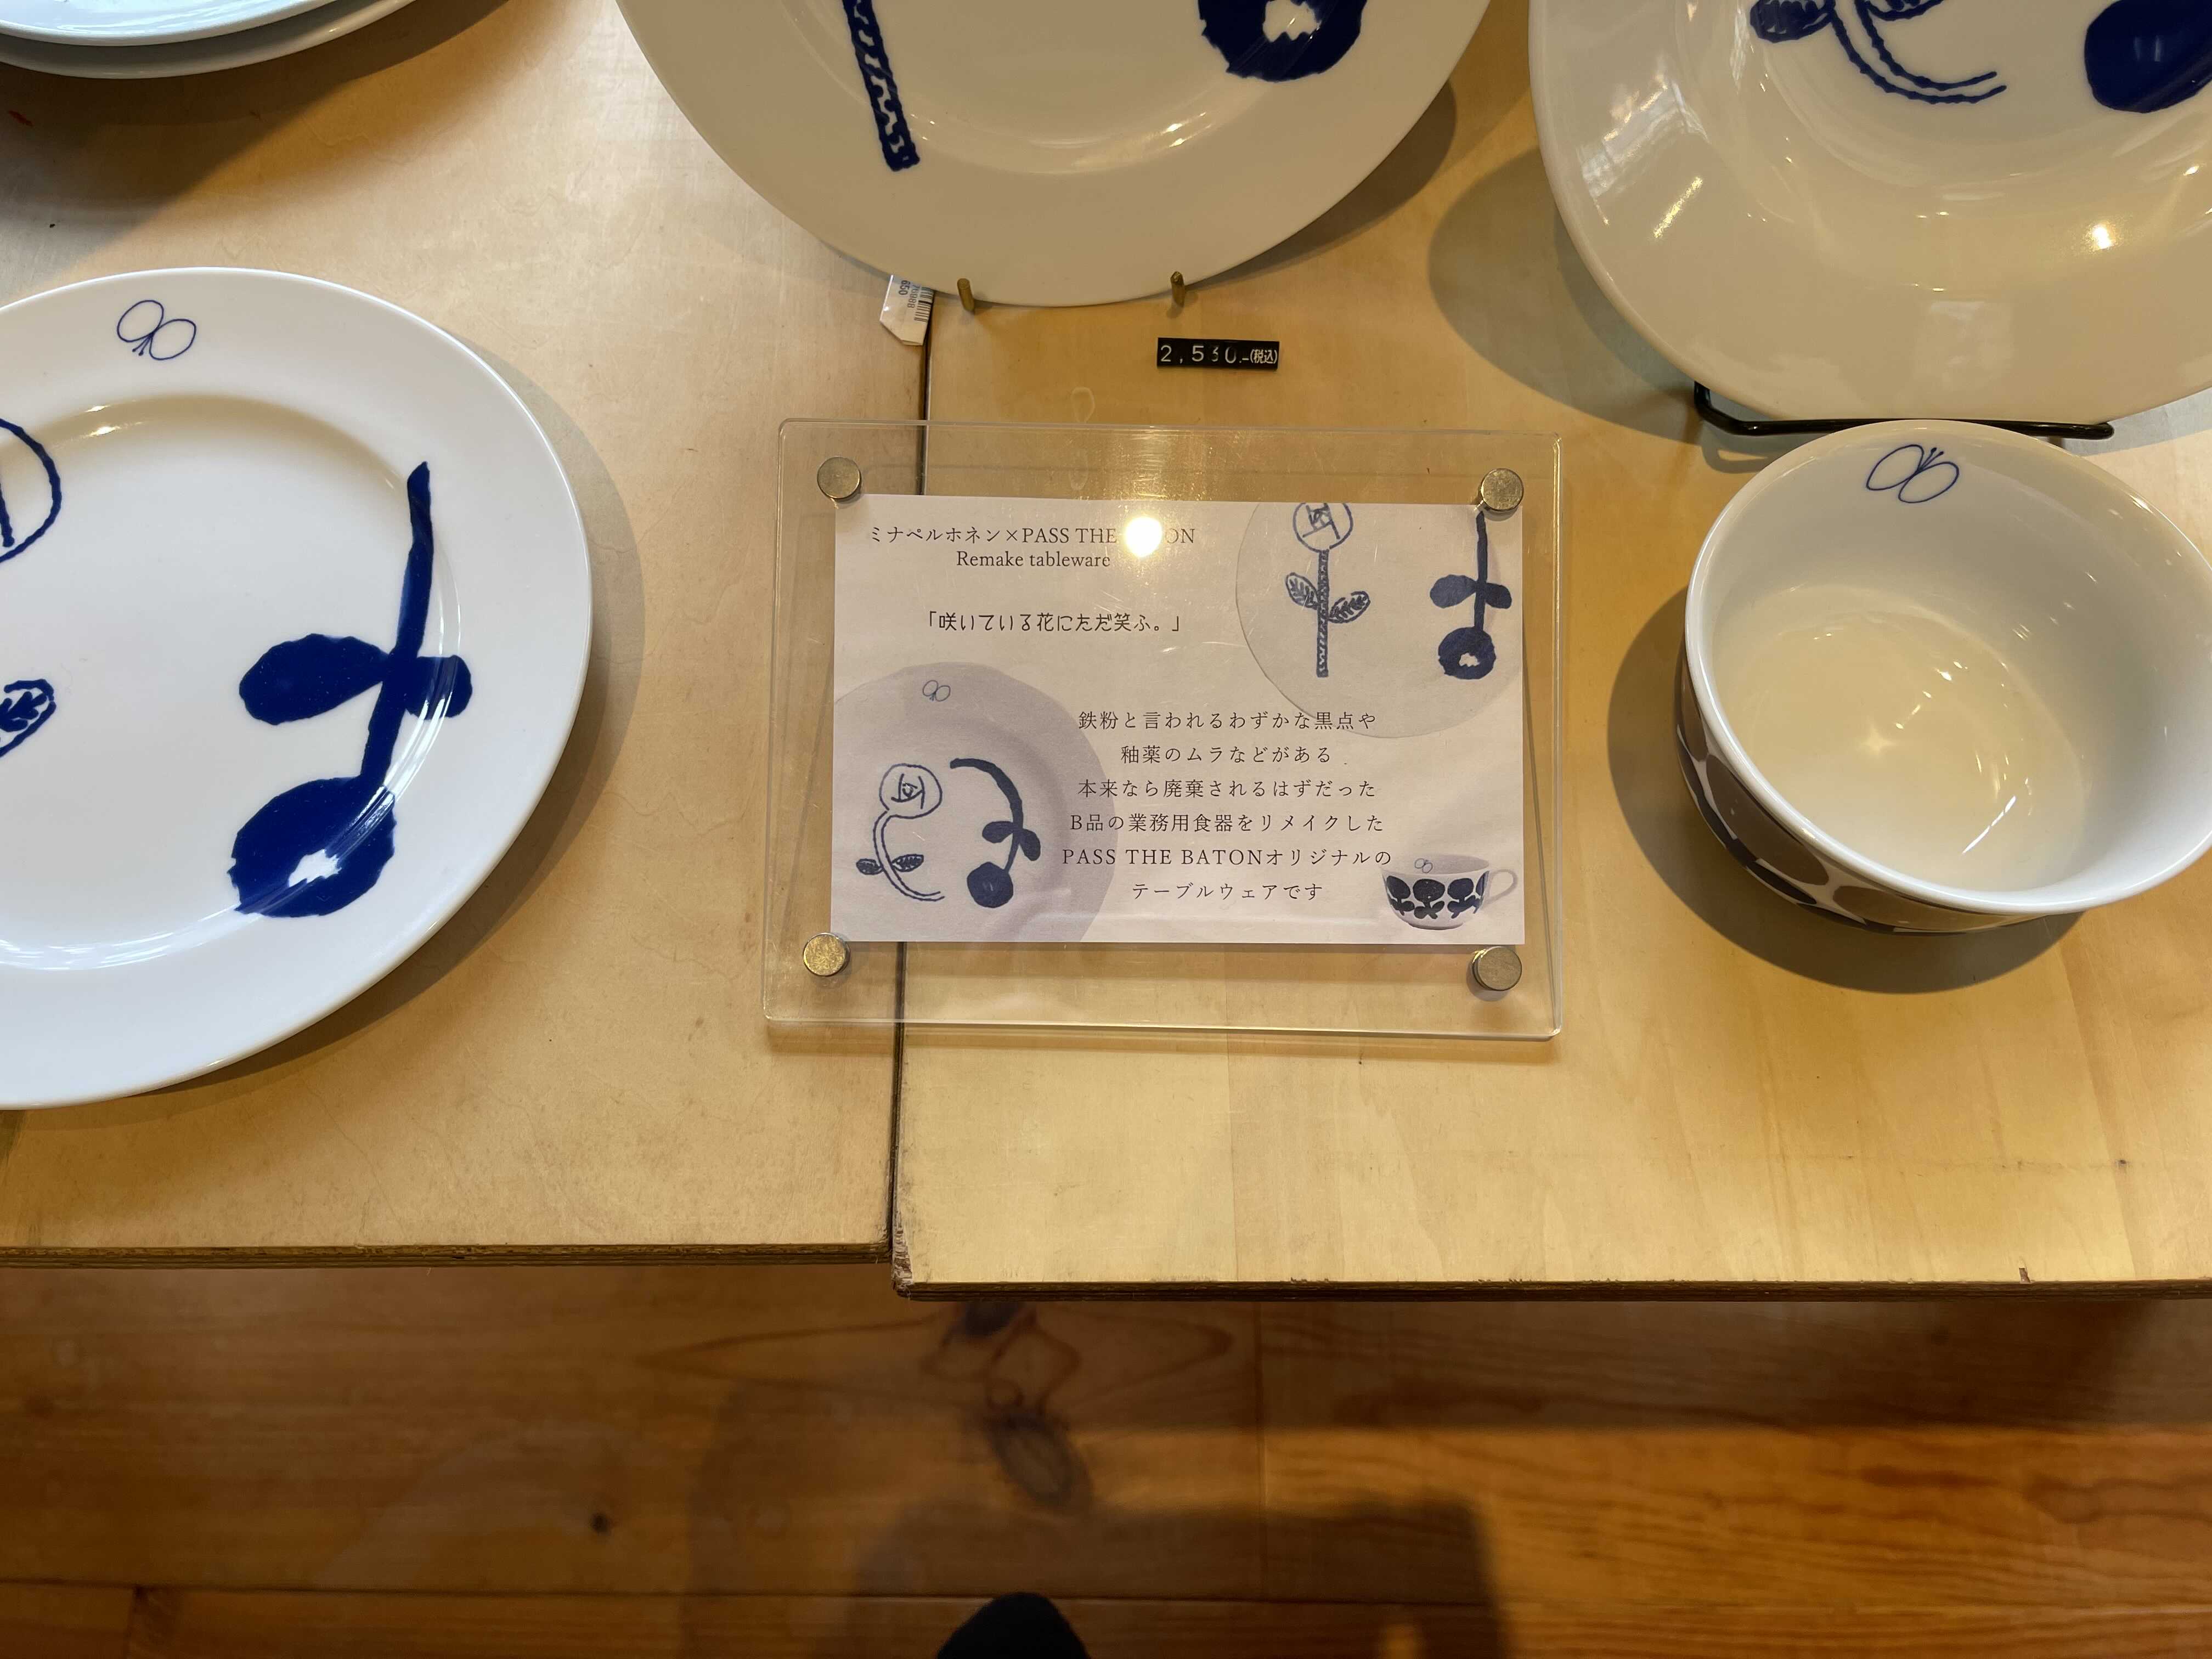 2,530.-(税込)
ミナペルホネン×PASS THE ON
Remake tableware
「咲いている花にただ笑ふ。」
鉄粉と言われるわずかな黒点や
釉薬のムラなどがある
本来なら廃棄されるはずだった
B品の業務用食器をリメイクした
PASS THE BATONオリジナルの
テーブルウェアです